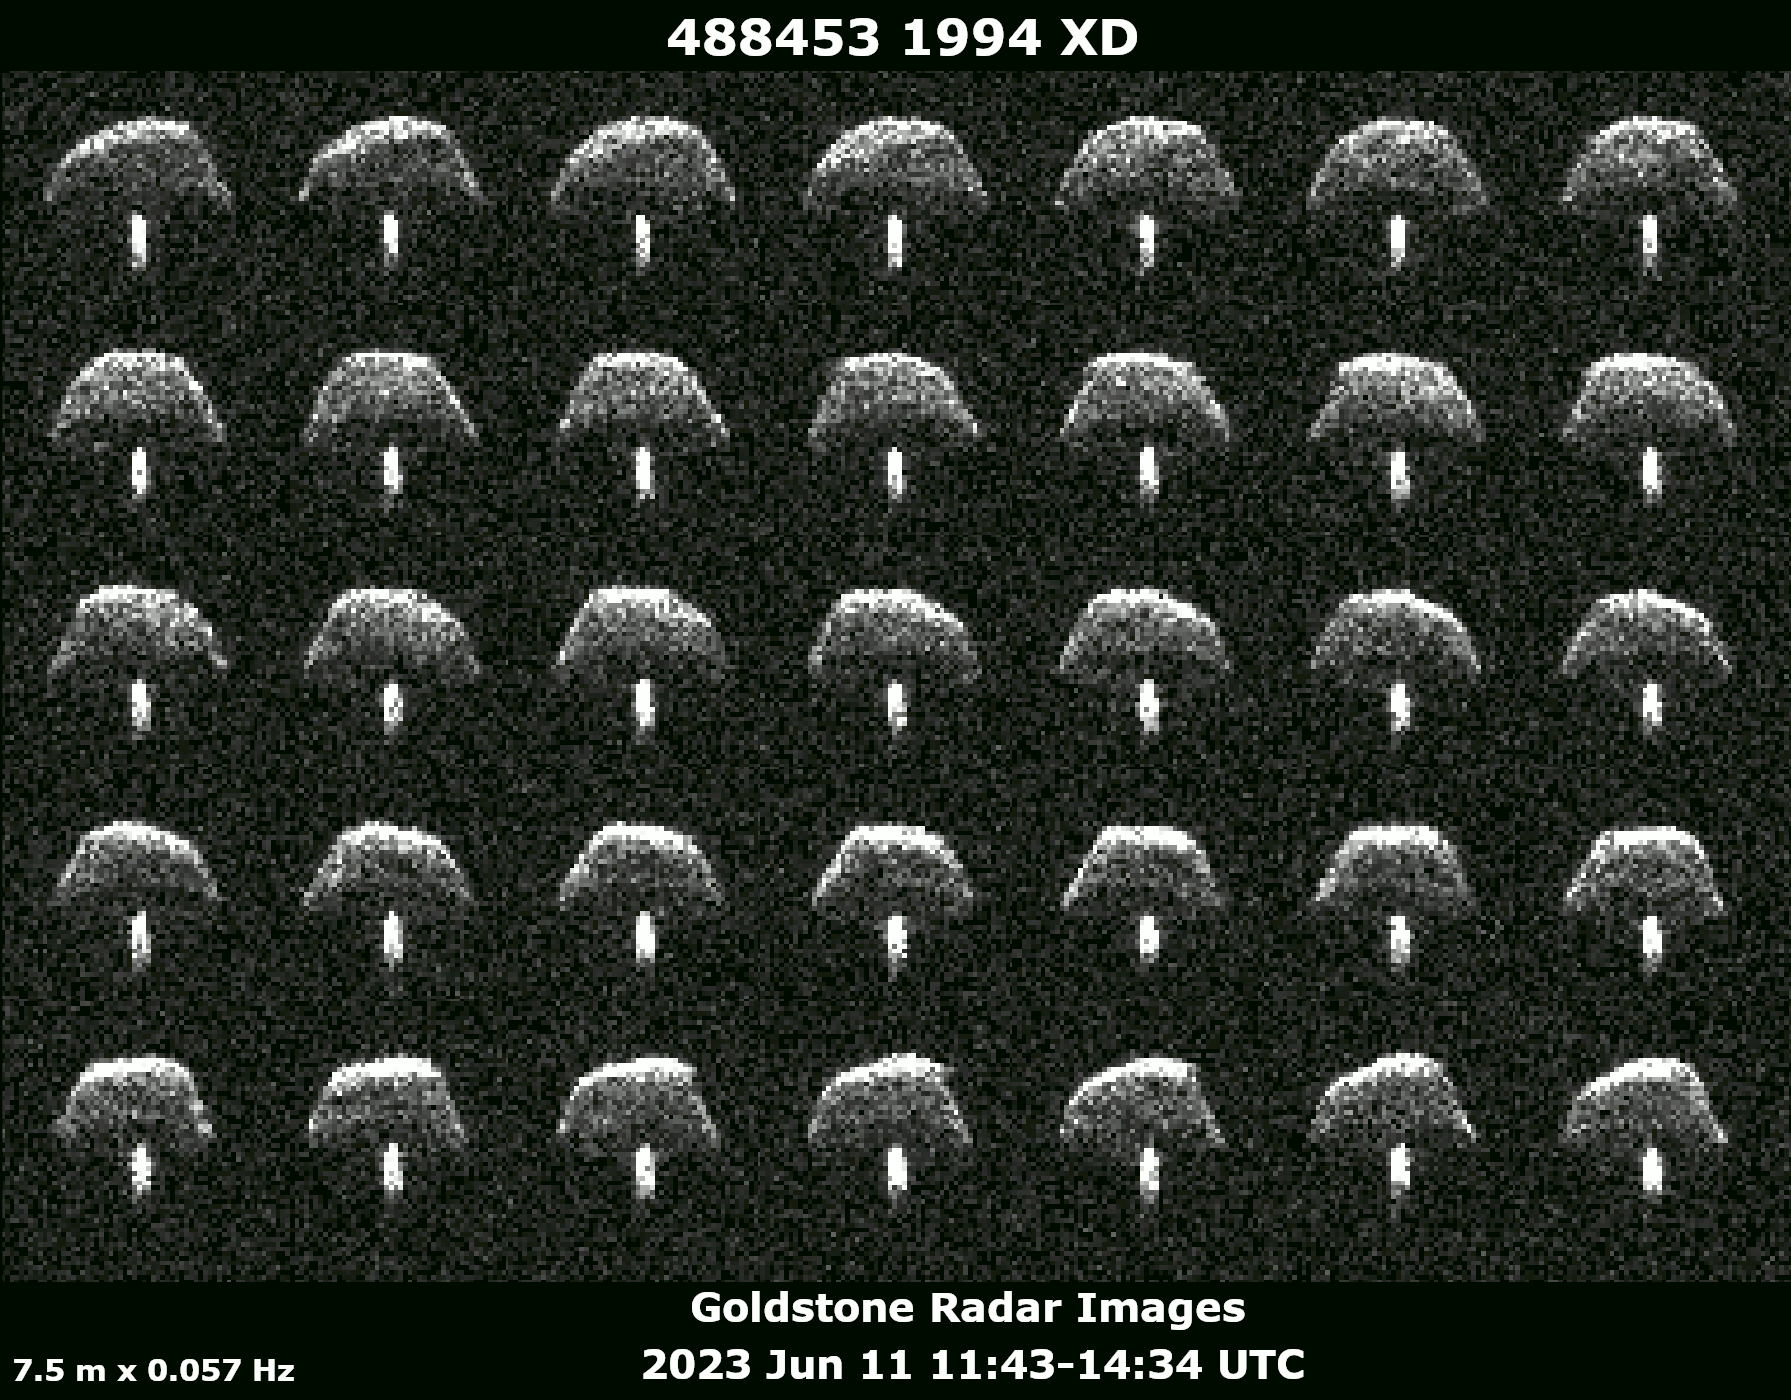 488453 1994 XD
Goldstone Radar Images
7.5 m x 0.057 Hz
2023 Jun 11 11:43-14:34 UTC